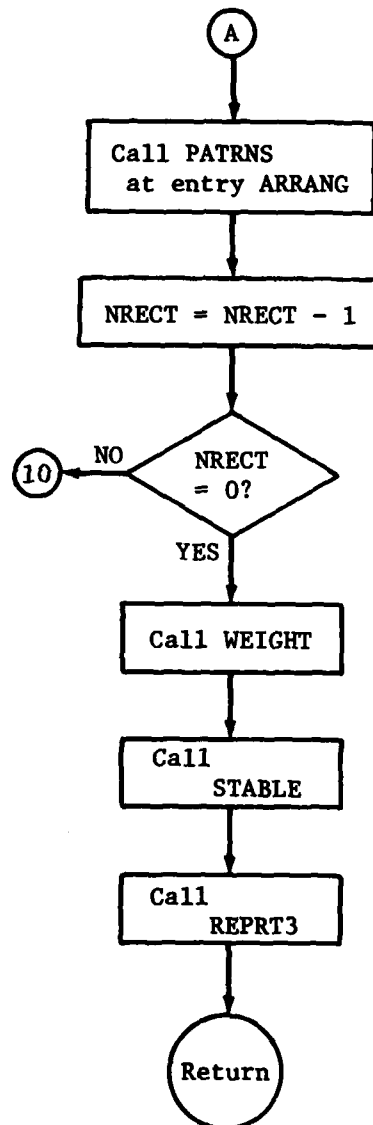 A
Call PATRNS
at entry ARRANG
NRECT = NRECT - 1
NRECT
= 0?
NO
10
YES
Call WEIGHT
Call
STABLE
Call
REPRT3
Return